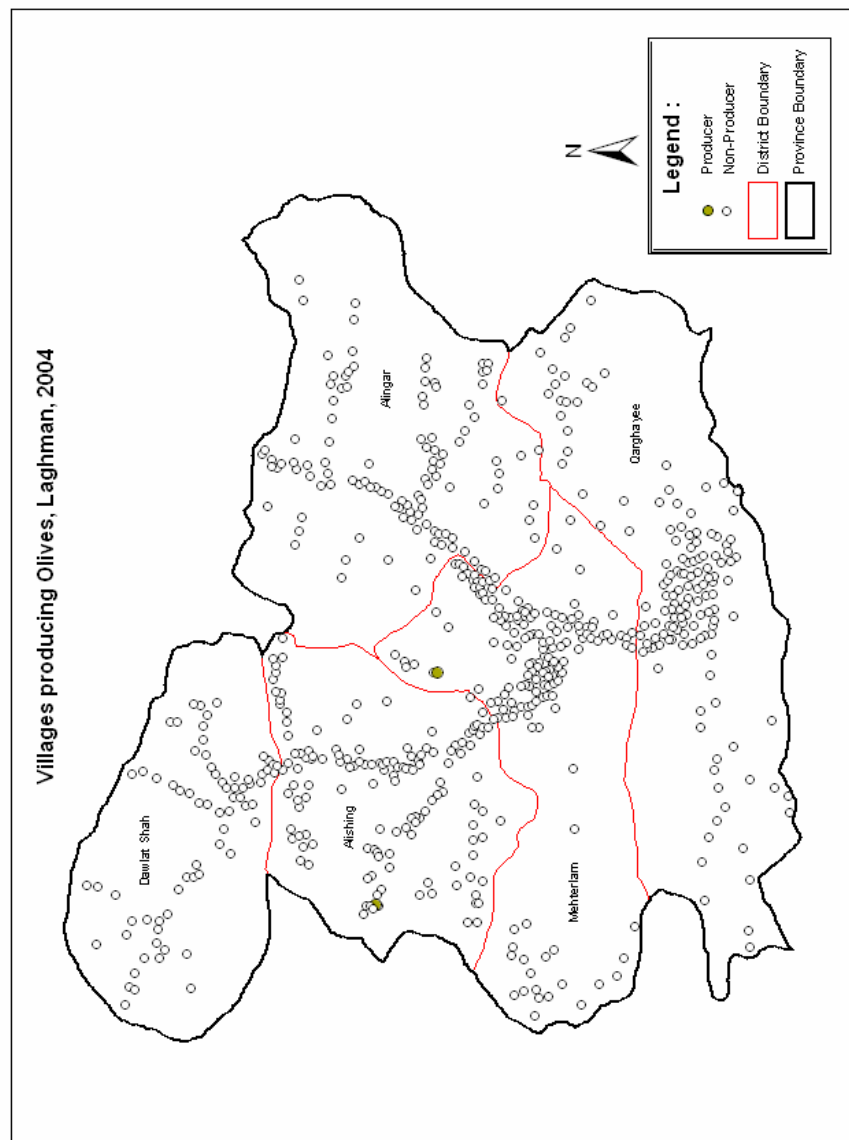 Villages producing Olives, Laghman, 2004
N
Dawlat Shah
Alingar
Alishing
Mehterlam
Qarghayee
Legend :
Producer
Non-Producer
District Boundary
Province Boundary